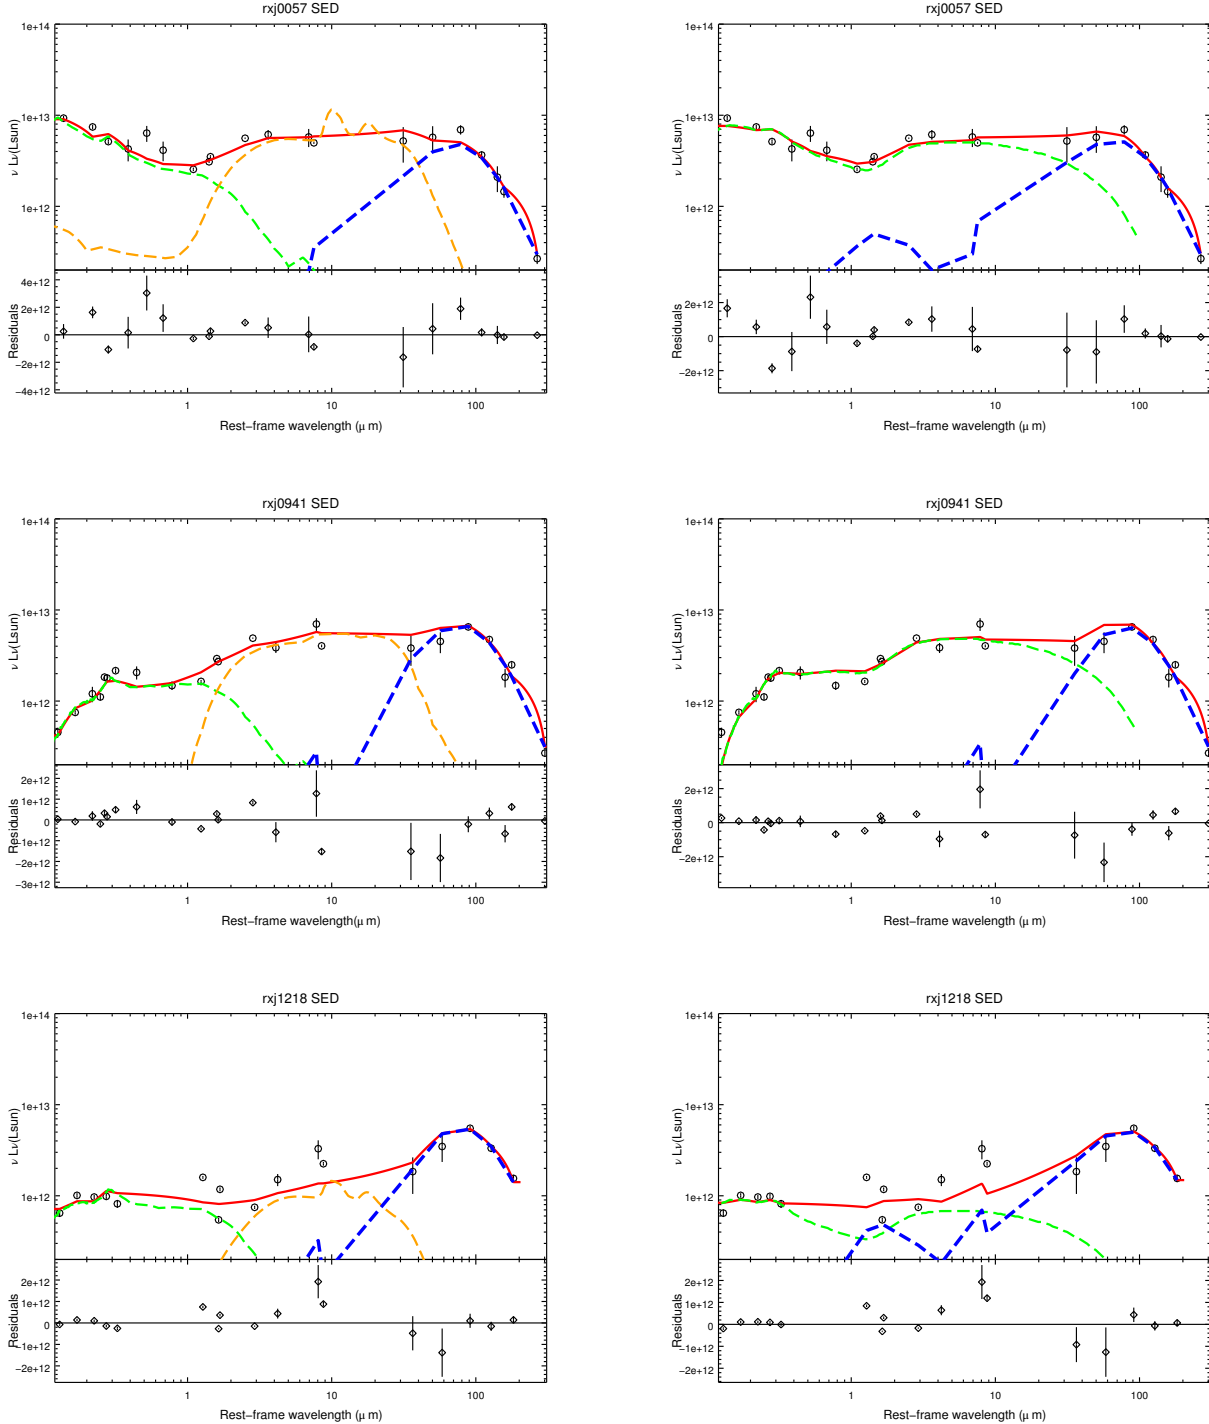 rxj0057 SED
1e+14
1e+13
1e+12
ν Lν(Lsun)
4e+12
2e+12
0
−2e+12
−4e+12
Residuals
1 10 100
Rest−frame wavelength (μ m)
rxj0057 SED
1e+14
1e+13
1e+12
ν Lν(Lsun)
2e+12
0
−2e+12
Residuals
1 10 100
Rest−frame wavelength (μ m)
rxj0941 SED
1e+14
1e+13
1e+12
ν Lν(Lsun)
2e+12
1e+12
0
−1e+12
−2e+12
−3e+12
Residuals
1 10 100
Rest−frame wavelength(μ m)
rxj0941 SED
1e+14
1e+13
1e+12
ν Lν(Lsun)
2e+12
0
−2e+12
Residuals
1 10 100
Rest−frame wavelength (μ m)
rxj1218 SED
1e+14
1e+13
1e+12
ν Lν(Lsun)
2e+12
1e+12
0
−1e+12
−2e+12
Residuals
1 10 100
Rest−frame wavelength (μ m)
rxj1218 SED
1e+14
1e+13
1e+12
ν Lν(Lsun)
2e+12
1e+12
0
−1e+12
−2e+12
Residuals
1 10 100
Rest−frame wavelength (μ m)